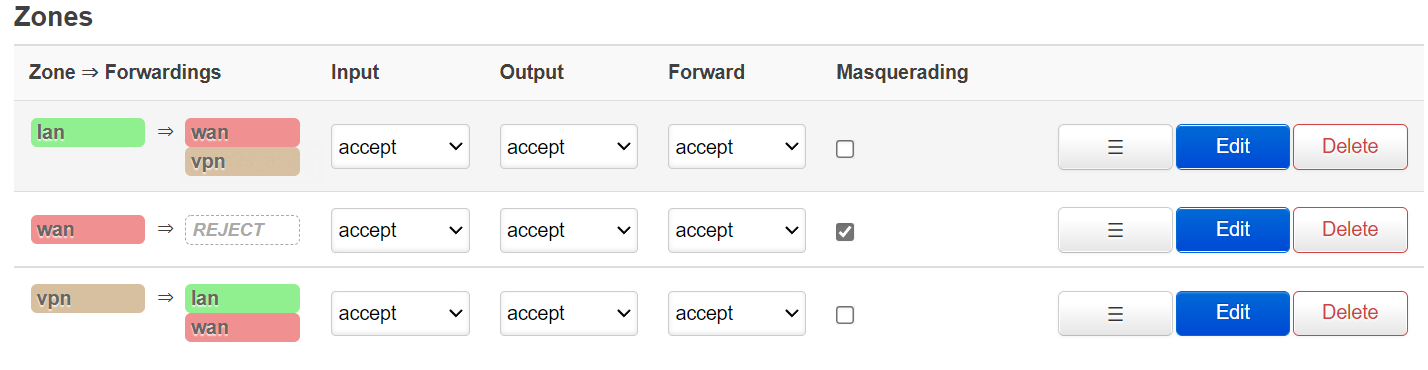 Zones
Zone ⇒ Forwardings Input Output Forward Masquerading
lan ⇒ wan
vpn
accept accept accept ☰ Edit Delete
wan ⇒ REJECT accept accept accept ☰ Edit Delete
vpn ⇒ lan
wan
accept accept accept ☰ Edit Delete